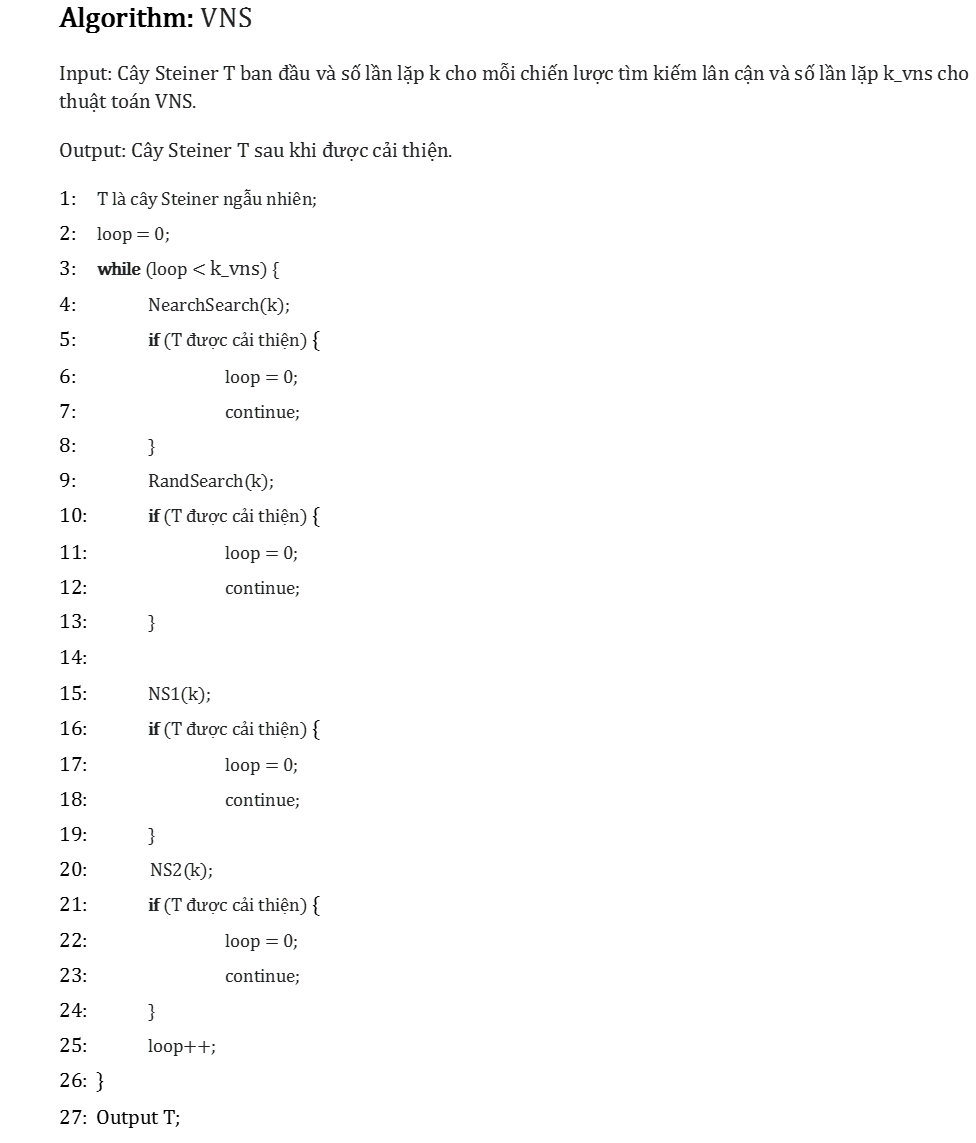 Algorithm: VNS
Input: Cây Steiner T ban đầu và số lần lặp k cho mỗi chiến lược tìm kiếm lân cận và số lần lặp k_vns cho
thuật toán VNS.
Output: Cây Steiner T sau khi được cải thiện.
1: T là cây Steiner ngẫu nhiên;
2: loop = 0;
3: while (loop < k_vns) {
4: NearchSearch(k);
5: if (T được cải thiện) {
6: loop = 0;
7: continue;
8: }
9: RandSearch(k);
10: if (T được cải thiện) {
11: loop = 0;
12: continue;
13: }
14:
15: NS1(k);
16: if (T được cải thiện) {
17: loop = 0;
18: continue;
19: }
20: NS2(k);
21: if (T được cải thiện) {
22: loop = 0;
23: continue;
24: }
25: loop++;
26: }
27: Output T;